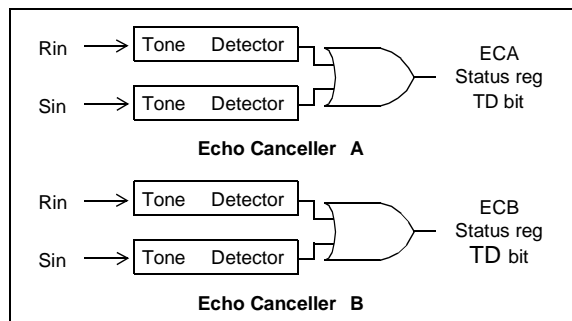 Rin
Tone Detector
Sin
Tone Detector
ECA
Status reg
TD bit
Echo Canceller A
Rin
Tone Detector
Sin
Tone Detector
ECB
Status reg
TD bit
Echo Canceller B